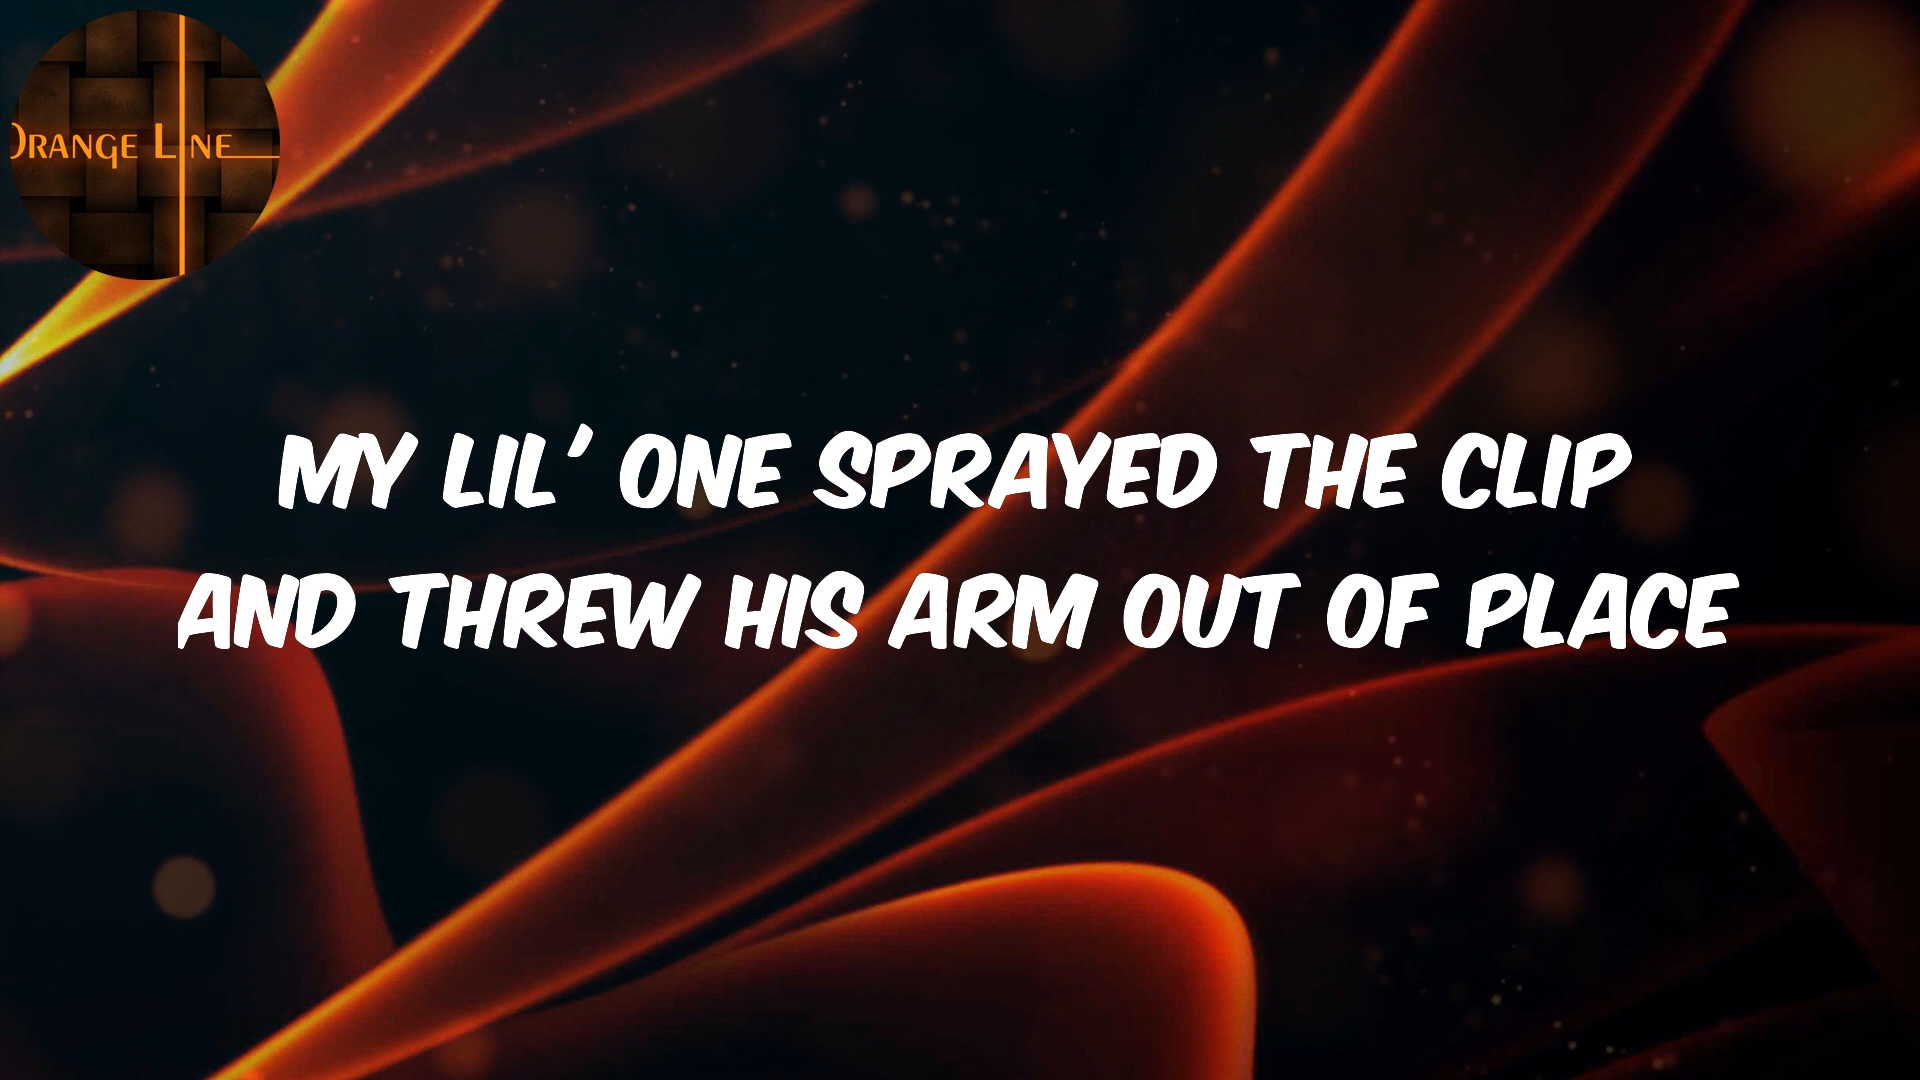 ORANGE LINE
MY LIL' ONE SPRAYED THE CLIP
AND THREW HIS ARM OUT OF PLACE